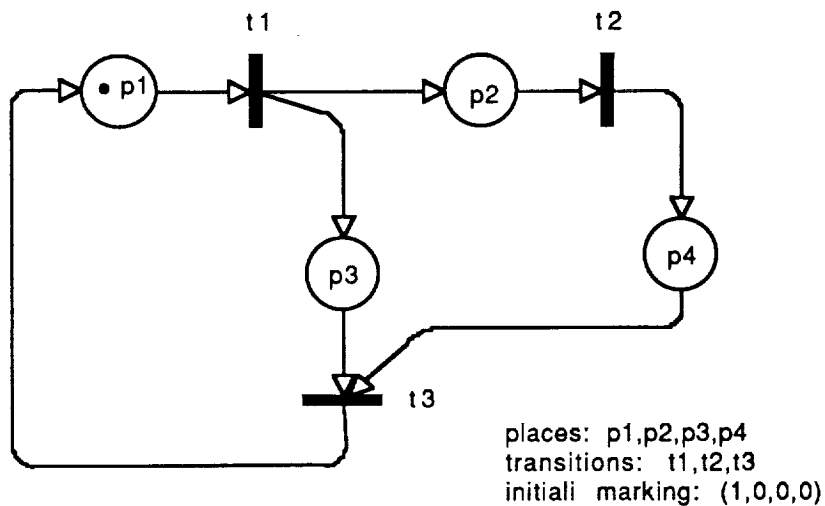 t1
t2
p1
p2
p3
p4
t3
places: p1,p2,p3,p4
transitions: t1,t2,t3
initiali marking: (1,0,0,0)